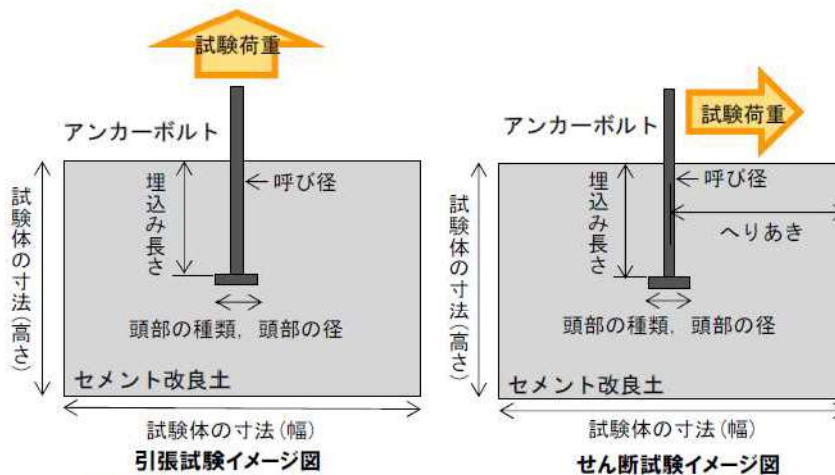 試験荷重
アンカーボルト
埋込み長さ
呼び径
試験体の寸法(高さ)
頭部の種類，頭部の径
セメント改良土
試験体の寸法(幅)
引張試験イメージ図
試験荷重
アンカーボルト
埋込み長さ
呼び径
へりあき
試験体の寸法(高さ)
頭部の種類，頭部の径
セメント改良土
試験体の寸法(幅)
せん断試験イメージ図